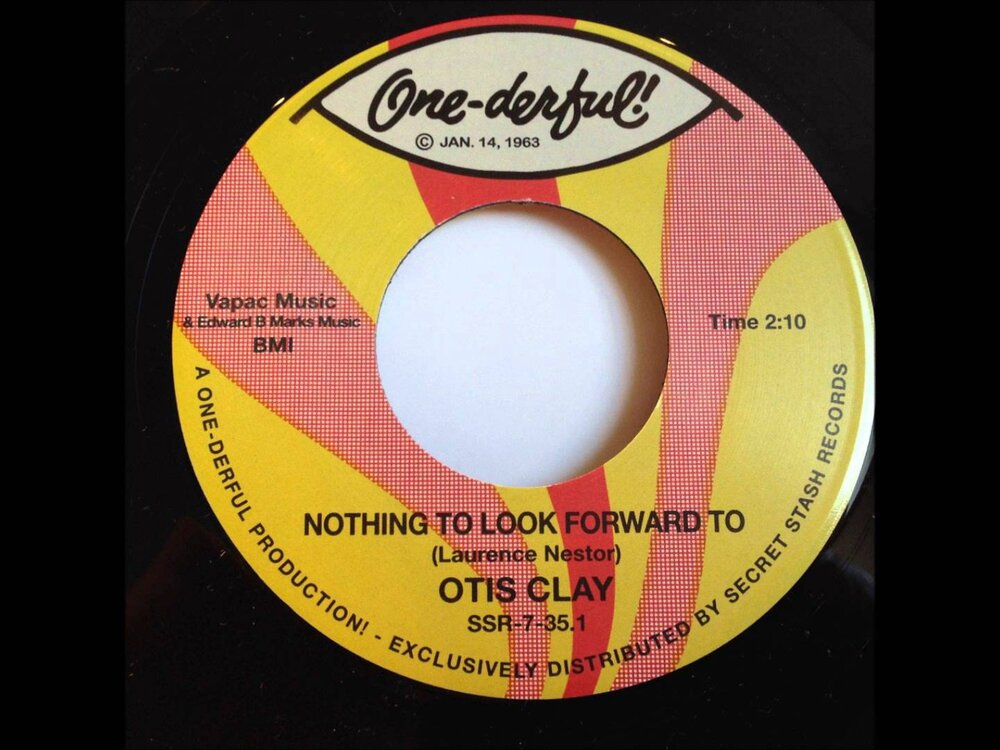 One-derful!
© JAN. 14, 1963
Vapac Music
& Edward B Marks Music
BMI
Time 2:10
NOTHING TO LOOK FORWARD TO
(Laurence Nestor)
OTIS CLAY
SSR-7-35.1
A ONE-DERFUL PRODUCTION! - EXCLUSIVELY DISTRIBUTED BY SECRET STASH RECORDS